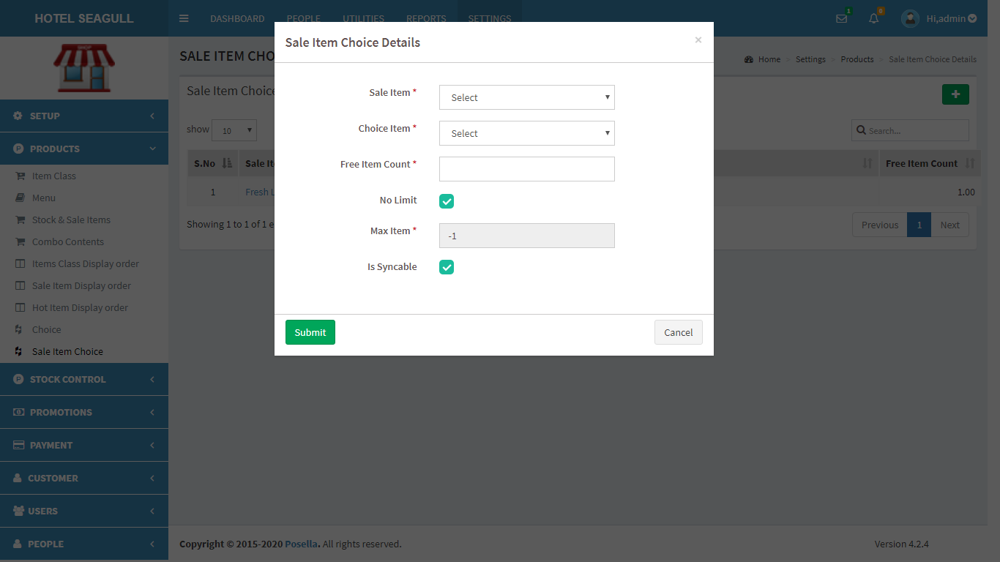 HOTEL SEAGULL
DASHBOARD PEOPLE UTILITIES REPORTS SETTINGS
1 0 Hi,admin
SHOP
SETUP
PRODUCTS
Item Class
Menu
Stock & Sale Items
Combo Contents
Items Class Display order
Sale Item Display order
Hot Item Display order
Choice
Sale Item Choice
STOCK CONTROL
PROMOTIONS
PAYMENT
CUSTOMER
USERS
PEOPLE
SALE ITEM CHO
Home > Settings > Products > Sale Item Choice Details
Sale Item Choice
show 10
Search...
S.No Sale It Free Item Count
1 Fresh L 1.00
Showing 1 to 1 of 1 e
Previous 1 Next
Sale Item Choice Details ×
Sale Item * Select
Choice Item * Select
Free Item Count *
No Limit
Max Item * -1
Is Syncable
Submit Cancel
Copyright © 2015-2020 Posella. All rights reserved. Version 4.2.4